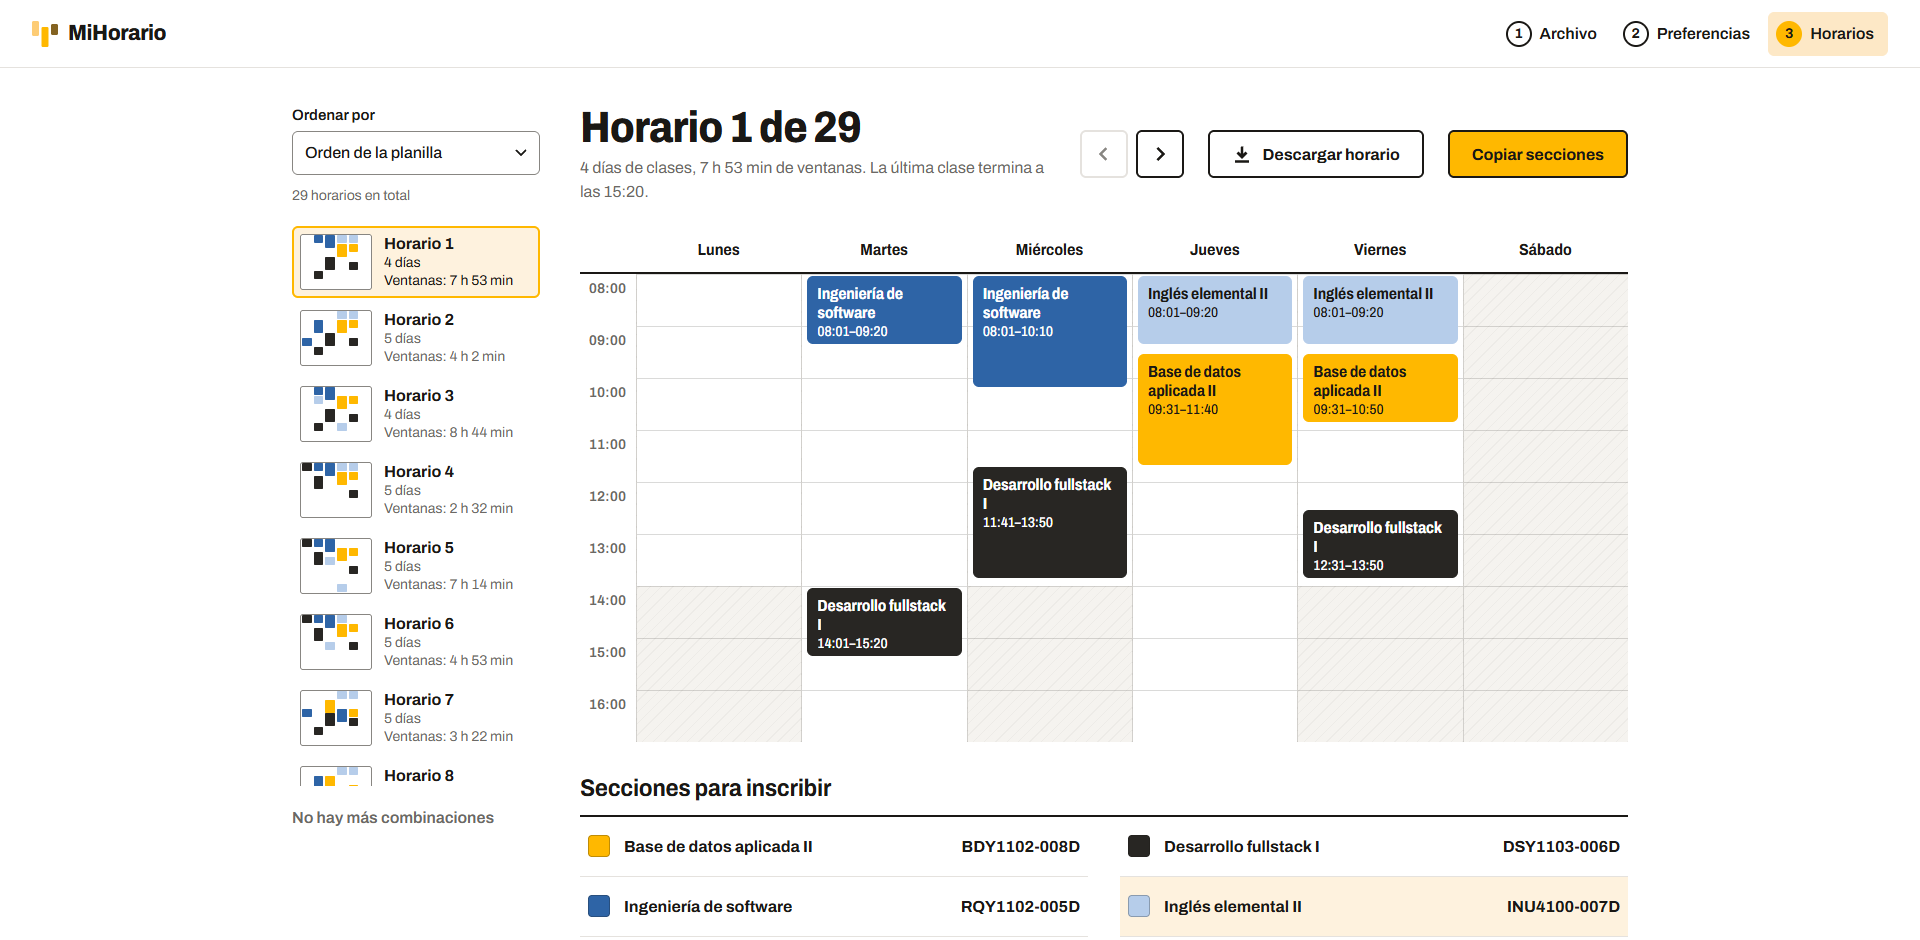 MiHorario
1 Archivo
2 Preferencias
3 Horarios
Ordenar por
Orden de la planilla
29 horarios en total
Horario 1
4 días
Ventanas: 7 h 53 min
Horario 2
5 días
Ventanas: 4 h 2 min
Horario 3
4 días
Ventanas: 8 h 44 min
Horario 4
5 días
Ventanas: 2 h 32 min
Horario 5
5 días
Ventanas: 7 h 14 min
Horario 6
5 días
Ventanas: 4 h 53 min
Horario 7
5 días
Ventanas: 3 h 22 min
Horario 8
No hay más combinaciones
Horario 1 de 29
4 días de clases, 7 h 53 min de ventanas. La última clase termina a
las 15:20.
Descargar horario
Copiar secciones
Lunes
Martes
Miércoles
Jueves
Viernes
Sábado
08:00
09:00
10:00
11:00
12:00
13:00
14:00
15:00
16:00
Ingeniería de
software
08:01–09:20
Desarrollo fullstack
I
14:01–15:20
Ingeniería de
software
08:01–10:10
Desarrollo fullstack
I
11:41–13:50
Inglés elemental II
08:01–09:20
Base de datos
aplicada II
09:31–11:40
Inglés elemental II
08:01–09:20
Base de datos
aplicada II
09:31–10:50
Desarrollo fullstack
I
12:31–13:50
Secciones para inscribir
Base de datos aplicada II BDY1102-008D
Desarrollo fullstack I DSY1103-006D
Ingeniería de software RQY1102-005D
Inglés elemental II INU4100-007D